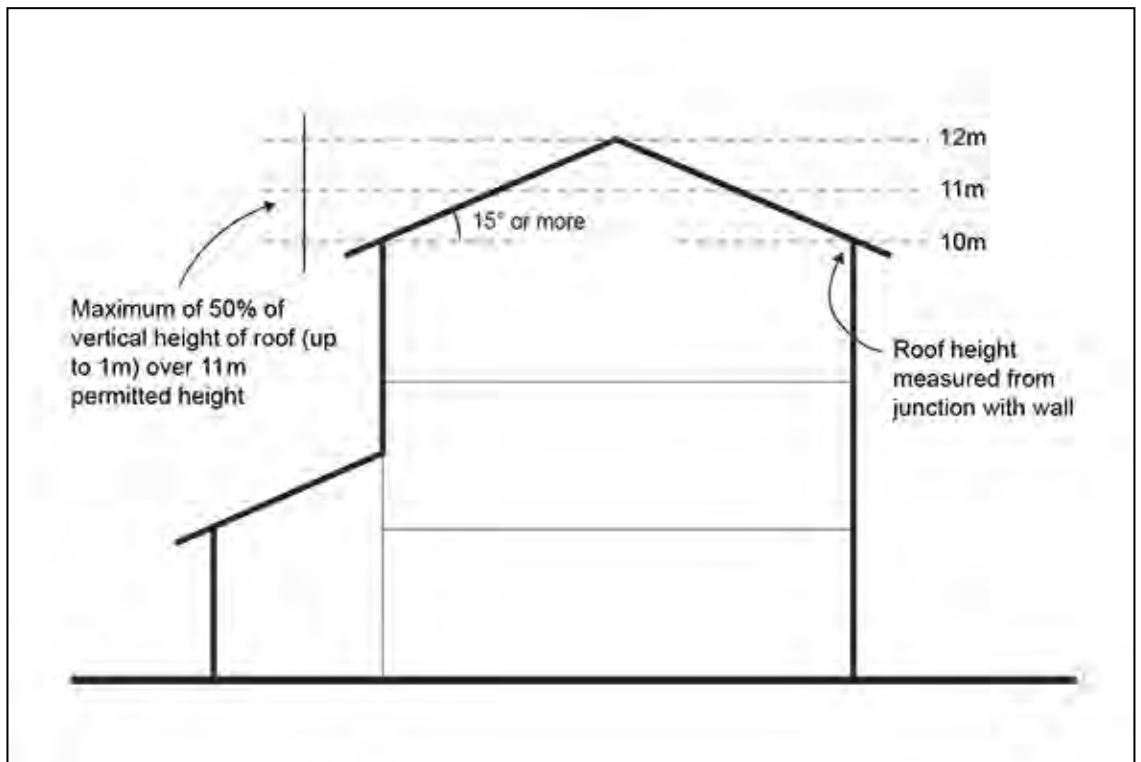 12m
11m
15° or more
10m
Maximum of 50% of
vertical height of roof (up
to 1m) over 11m
permitted height
Roof height
measured from
junction with wall